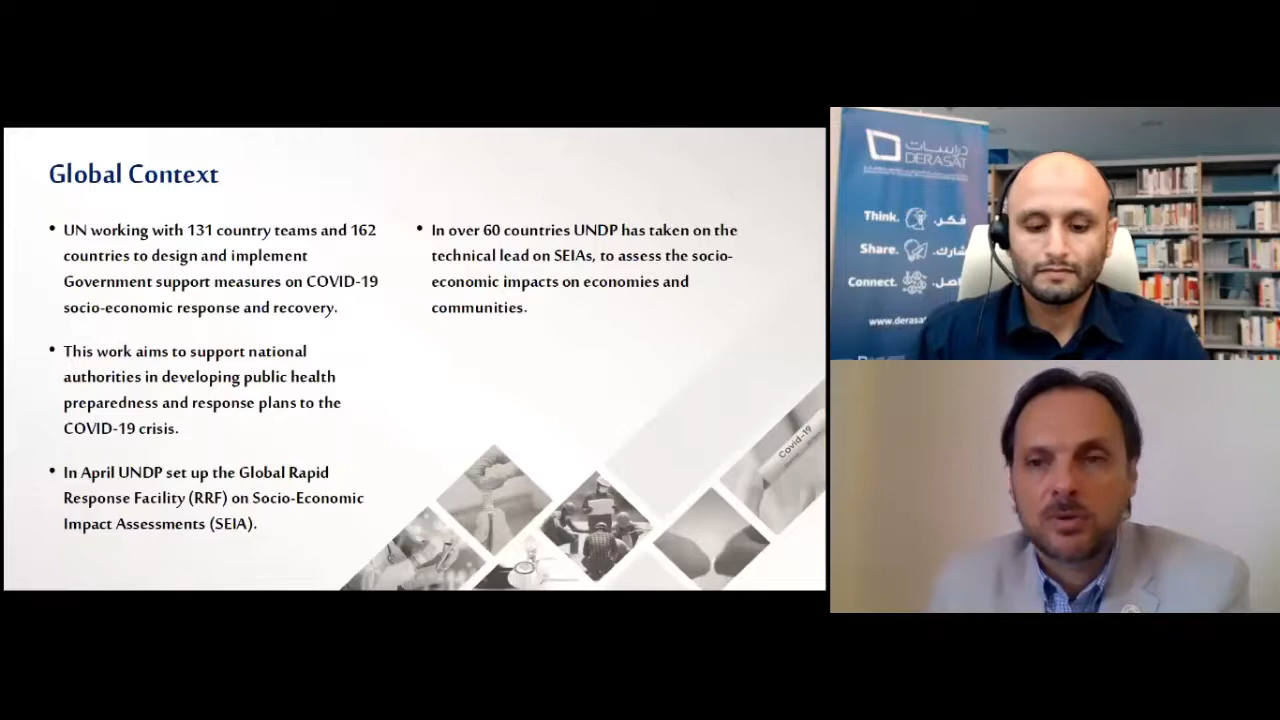 Global Context
• UN working with 131 country teams and 162
countries to design and implement
Government support measures on COVID-19
socio-economic response and recovery.
• This work aims to support national
authorities in developing public health
preparedness and response plans to the
COVID-19 crisis.
• In April UNDP set up the Global Rapid
Response Facility (RRF) on Socio-Economic
Impact Assessments (SEIA).
• In over 60 countries UNDP has taken on the
technical lead on SEIAs, to assess the socio-
economic impacts on economies and
communities.
Covid-19
دراسات
DERASAT
Think. فكر.
Share. شارك.
Connect.
www.derasat